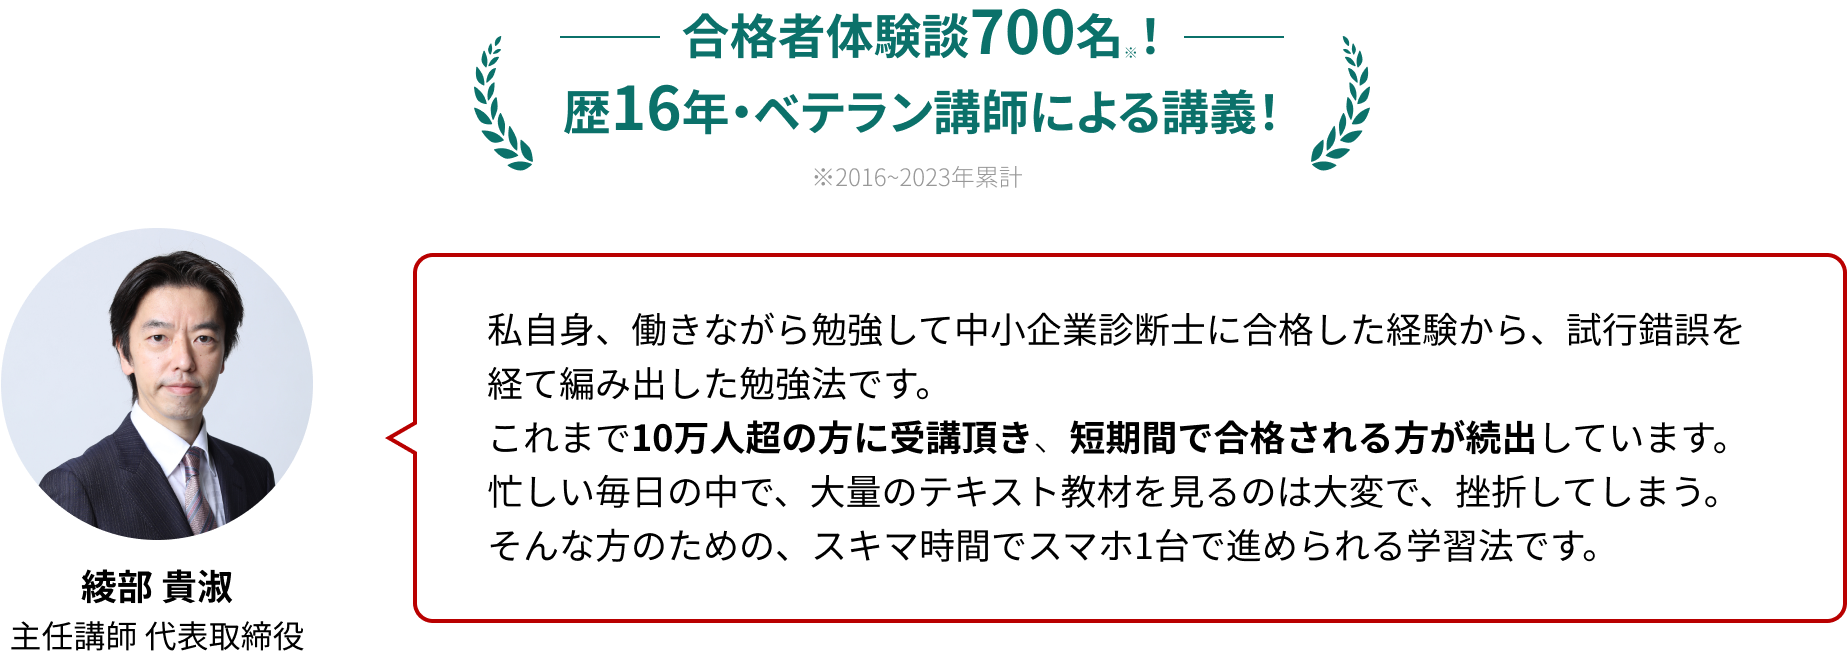 合格者体験談700名※！
歴16年・ベテラン講師による講義！
※2016~2023年累計
私自身、働きながら勉強して中小企業診断士に合格した経験から、試行錯誤を
経て編み出した勉強法です。
これまで10万人超の方に受講頂き、短期間で合格される方が続出しています。
忙しい毎日の中で、大量のテキスト教材を見るのは大変で、挫折してしまう。
そんな方のための、スキマ時間でスマホ1台で進められる学習法です。
綾部 貴淑
主任講師 代表取締役